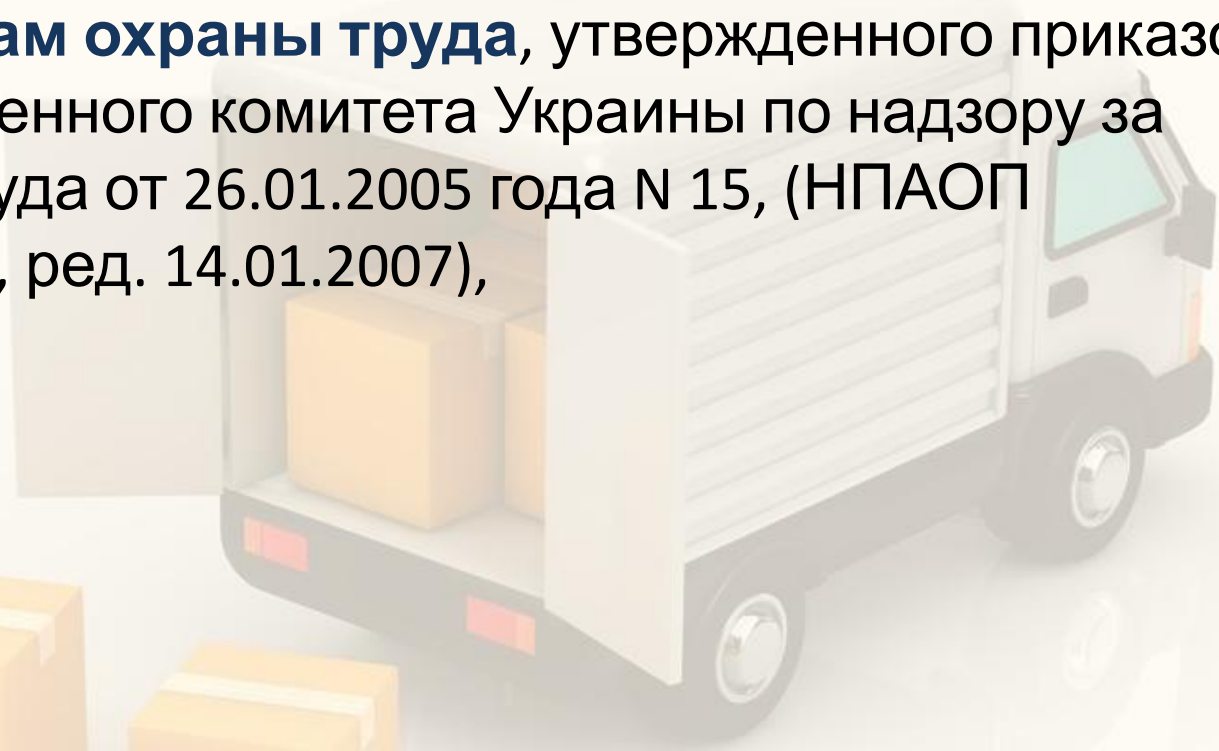 ам охраны труда, утвержденного приказо
енного комитета Украины по надзору за
уда от 26.01.2005 года N 15, (НПАОП
, ред. 14.01.2007),